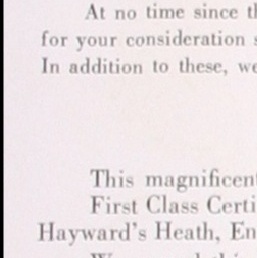 At no time since t
for your consideration
In addition to these, we
This magnificent
First Class Certi
Hayward's Heath, En